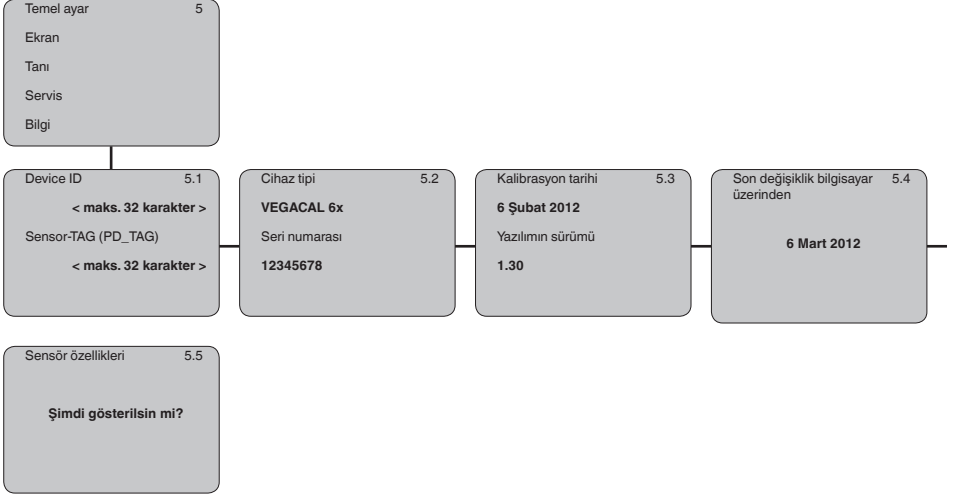 Temel ayar 5
Ekran
Tanı
Servis
Bilgi
Device ID 5.1
< maks. 32 karakter >
Sensor-TAG (PD_TAG)
< maks. 32 karakter >
Cihaz tipi 5.2
VEGACAL 6x
Seri numarası
12345678
Kalibrasyon tarihi 5.3
6 Şubat 2012
Yazılımın sürümü
1.30
Son değişiklik bilgisayar 5.4
üzerinden
6 Mart 2012
Sensör özellikleri 5.5
Şimdi gösterilsin mi?